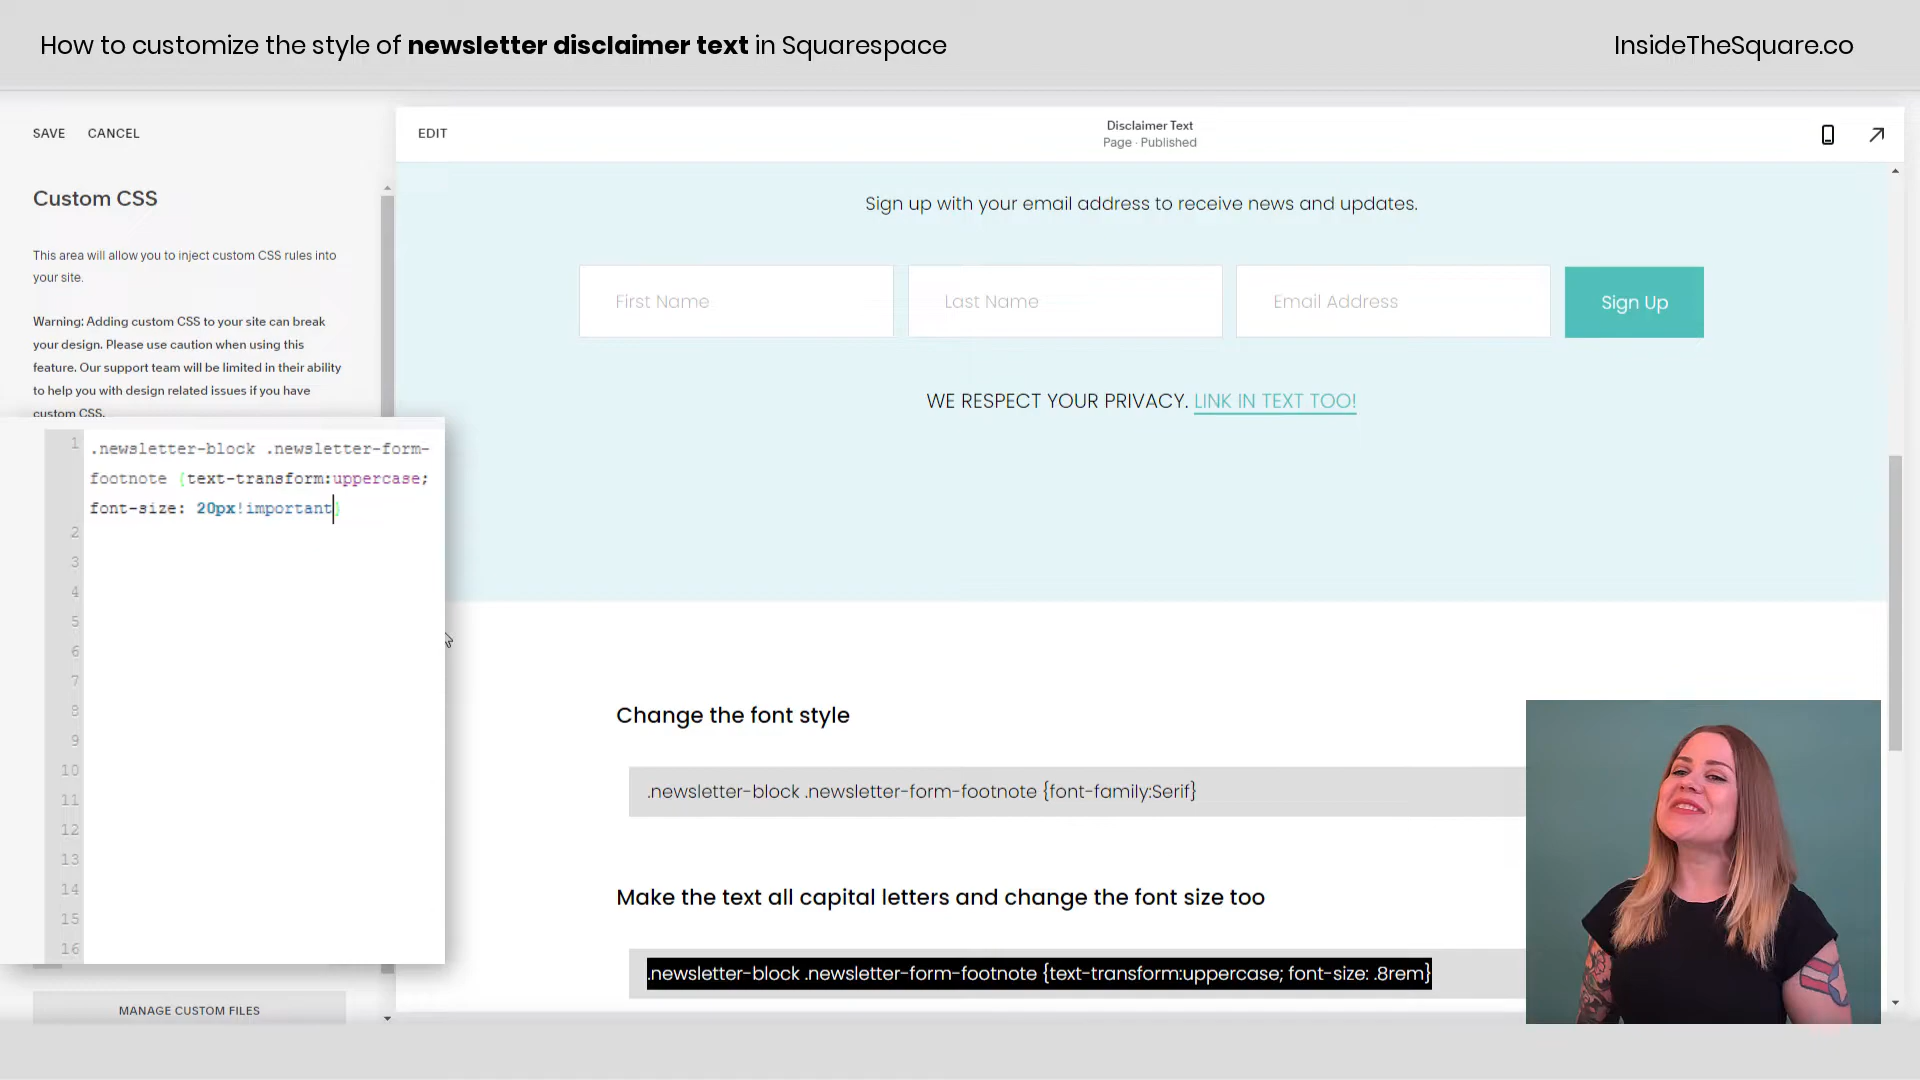 How to customize the style of newsletter disclaimer text in Squarespace
InsideTheSquare.co
SAVE
CANCEL
EDIT
Disclaimer Text
Page · Published
Custom CSS
This area will allow you to inject custom CSS rules into
your site.
Warning: Adding custom CSS to your site can break
your design. Please use caution when using this
feature. Our support team will be limited in their ability
to help you with design related issues if you have
custom CSS.
1
.newsletter-block .newsletter-form-
footnote {text-transform:uppercase;
font-size: 20px!important}
2
3
4
5
6
7
8
9
10
11
12
13
14
15
16
MANAGE CUSTOM FILES
Sign up with your email address to receive news and updates.
First Name
Last Name
Email Address
Sign Up
WE RESPECT YOUR PRIVACY. LINK IN TEXT TOO!
Change the font style
.newsletter-block .newsletter-form-footnote {font-family:Serif}
Make the text all capital letters and change the font size too
.newsletter-block .newsletter-form-footnote {text-transform:uppercase; font-size: .8rem}